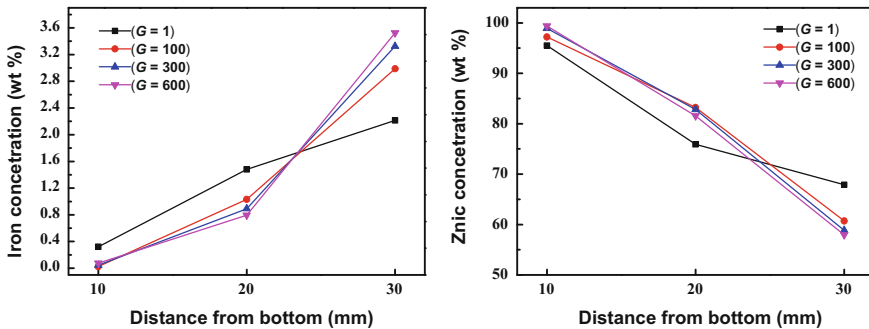 Iron concetration (wt %)
3.6
3.2
2.8
2.4
2.0
1.6
1.2
0.8
0.4
0.0
(G = 1)
(G = 100)
(G = 300)
(G = 600)
10
20
30
Distance from bottom (mm)
Znic concetration (wt %)
100
90
80
70
60
50
(G = 1)
(G = 100)
(G = 300)
(G = 600)
10
20
30
Distance from bottom (mm)